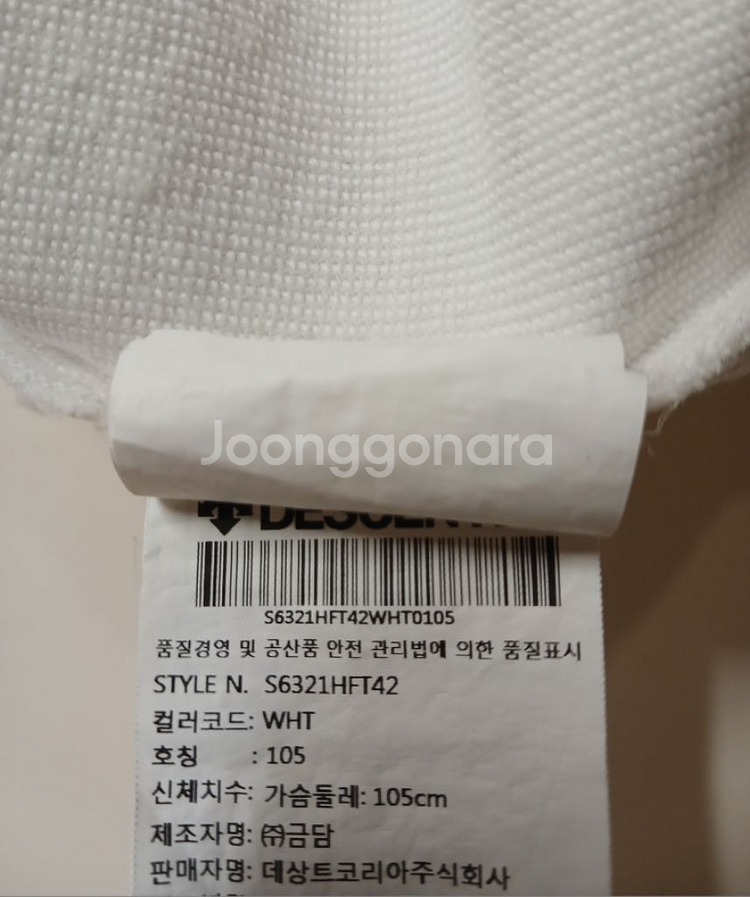 Joonggonara
DESCENTE
S6321HFT42WHT0105
품질경영 및 공산품 안전 관리법에 의한 품질표시
STYLE N. S6321HFT42
컬러코드: WHT
호칭 : 105
신체치수: 가슴둘레: 105cm
제조자명: ㈜금담
판매자명: 데상트코리아주식회사